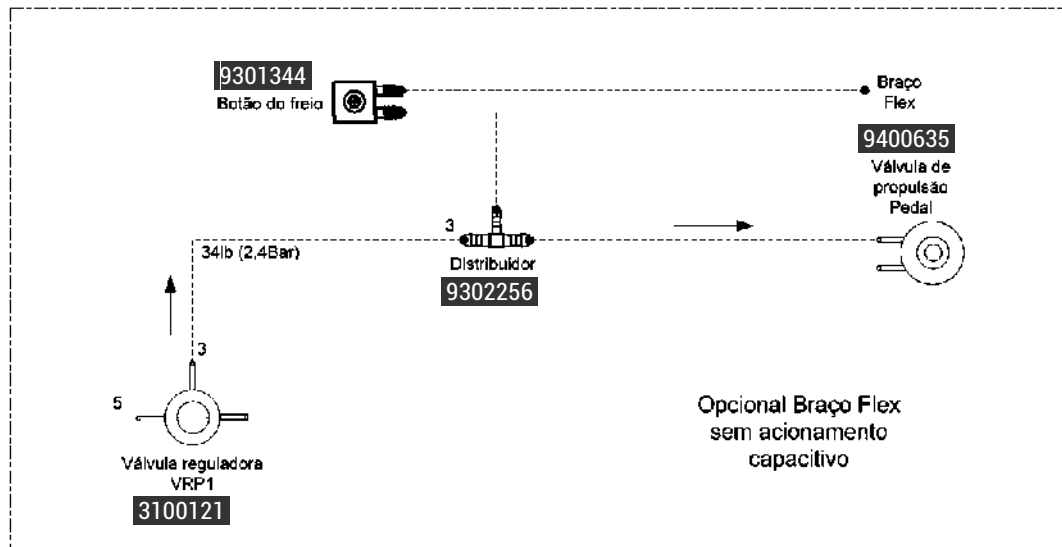 9301344
Botão do freio
Braço
Flex
9400635
Válvula de
propulsão
Pedal
3
34lb (2,4Bar)
Distribuidor
9302256
3
5
Válvula reguladora
VRP1
3100121
Opcional Braço Flex
sem acionamento
capacitivo